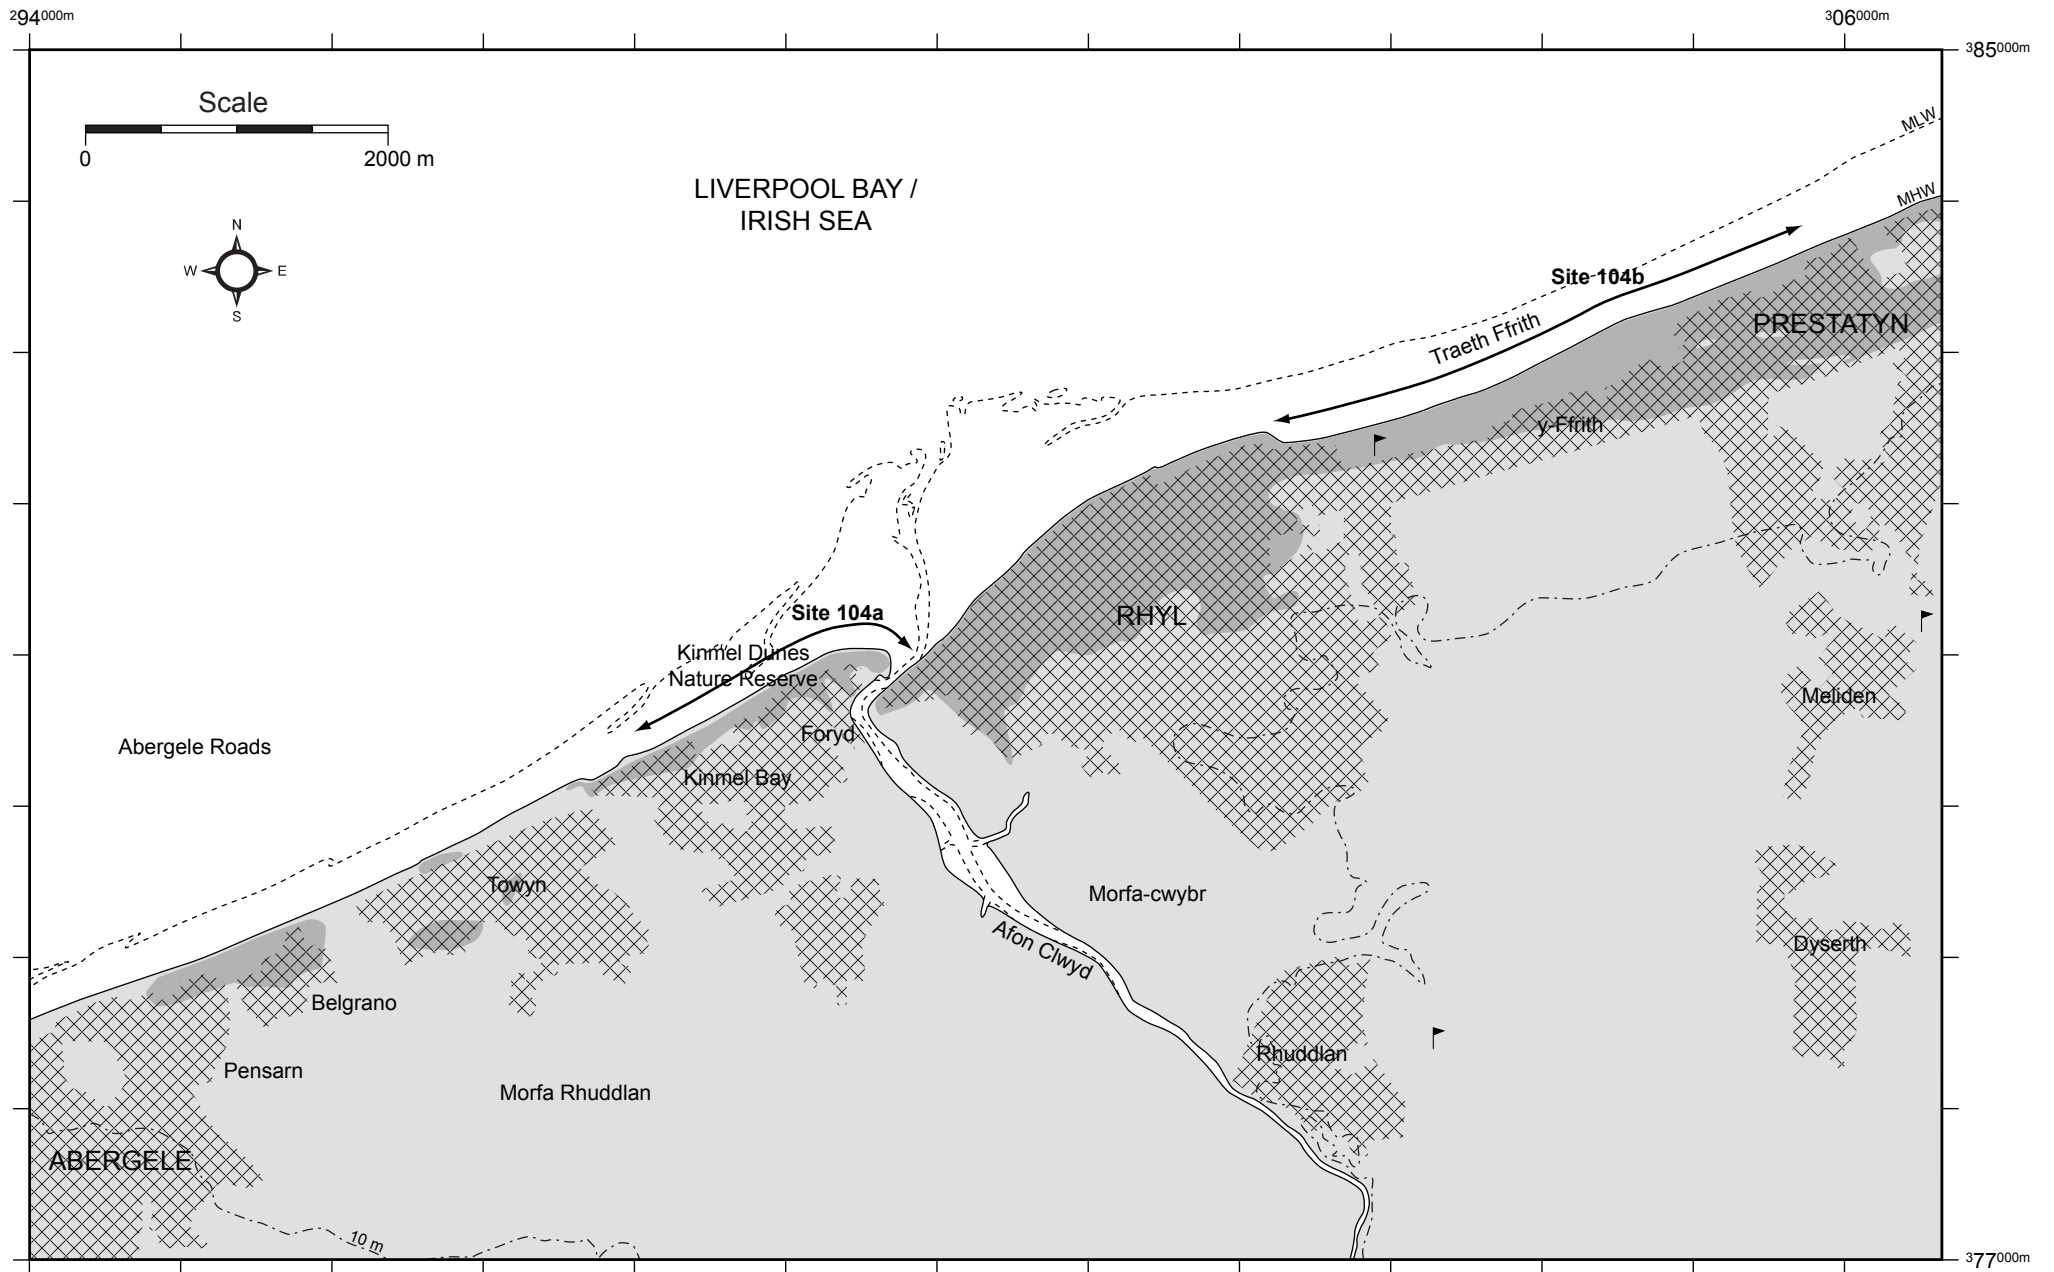 294000m
306000m
385000m
Scale
0 2000 m
LIVERPOOL BAY /
IRISH SEA
N
W E
S
MLW
MHW
Site 104b
Traeth Ffrith
PRESTATYN
y-Ffrith
Site 104a
RHYL
Kinmel Dunes
Nature Reserve
Meliden
Foryd
Abergele Roads
Kinmel Bay
Towyn
Morfa-cwybr
Afon Clwyd
Dyserth
Belgrano
Rhuddlan
Pensarn
Morfa Rhuddlan
ABERGELE
10 m
377000m